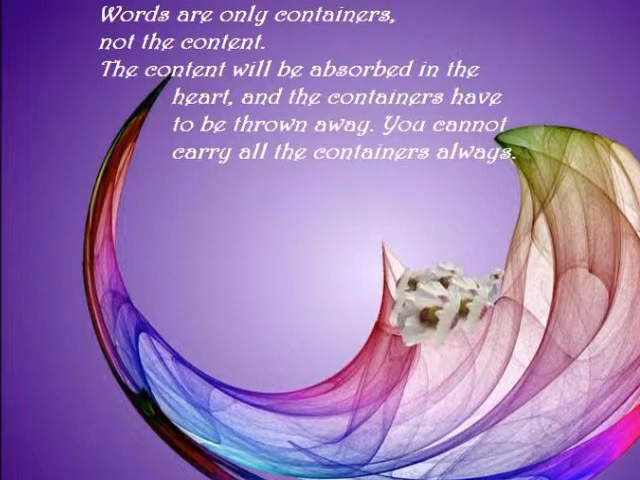 Words are only containers,
not the content.
The content will be absorbed in the
heart, and the containers have
to be thrown away. You cannot
carry all the containers always.